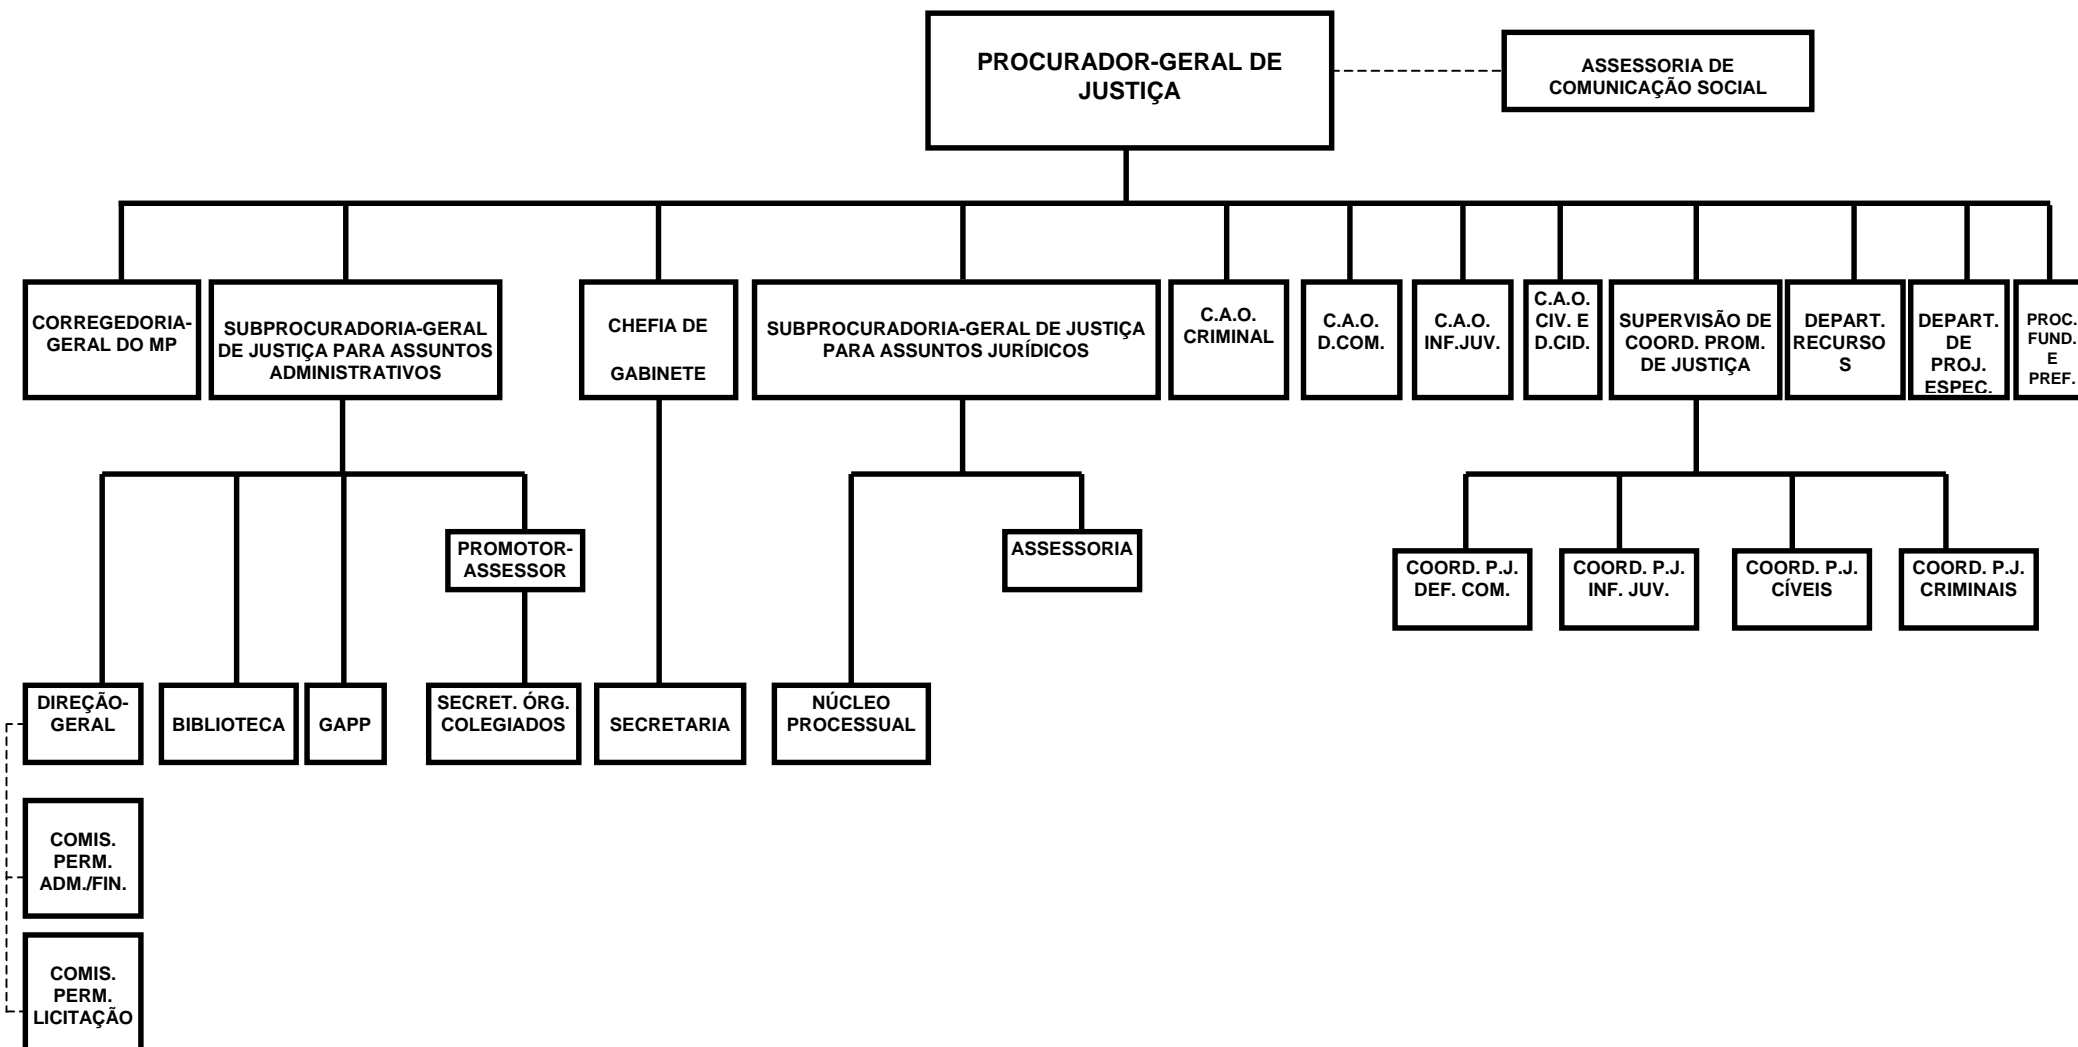 PROCURADOR-GERAL DE
JUSTIÇA
ASSESSORIA DE
COMUNICAÇÃO SOCIAL
CORREGEDORIA-
GERAL DO MP
SUBPROCURADORIA-GERAL
DE JUSTIÇA PARA ASSUNTOS
ADMINISTRATIVOS
CHEFIA DE
GABINETE
SUBPROCURADORIA-GERAL DE JUSTIÇA
PARA ASSUNTOS JURÍDICOS
C.A.O.
CRIMINAL
C.A.O.
D.COM.
C.A.O.
INF.JUV.
C.A.O.
CIV. E
D.CID.
SUPERVISÃO DE
COORD. PROM.
DE JUSTIÇA
DEPART.
RECURSO
S
DEPART.
DE
PROJ.
ESPEC.
PROC.
FUND.
E
PREF.
PROMOTOR-
ASSESSOR
ASSESSORIA
COORD. P.J.
DEF. COM.
COORD. P.J.
INF. JUV.
COORD. P.J.
CÍVEIS
COORD. P.J.
CRIMINAIS
DIREÇÃO-
GERAL
BIBLIOTECA
GAPP
SECRET. ÓRG.
COLEGIADOS
SECRETARIA
NÚCLEO
PROCESSUAL
COMIS.
PERM.
ADM./FIN.
COMIS.
PERM.
LICITAÇÃO